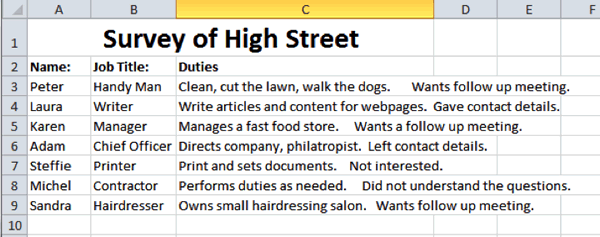 A B C D E F
1 Survey of High Street
2 Name: Job Title: Duties
3 Peter Handy Man Clean, cut the lawn, walk the dogs. Wants follow up meeting.
4 Laura Writer Write articles and content for webpages. Gave contact details.
5 Karen Manager Manages a fast food store. Wants a follow up meeting.
6 Adam Chief Officer Directs company, philatropist. Left contact details.
7 Steffie Printer Print and sets documents. Not interested.
8 Michel Contractor Performs duties as needed. Did not understand the questions.
9 Sandra Hairdresser Owns small hairdressing salon. Wants follow up meeting.
10